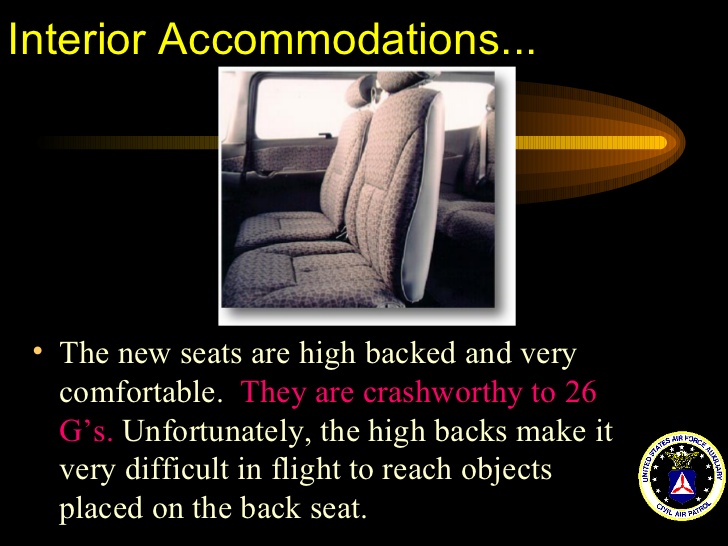 Interior Accommodations...
• The new seats are high backed and very
comfortable.  They are crashworthy to 26
G’s. Unfortunately, the high backs make it
very difficult in flight to reach objects
placed on the back seat.
UNITED STATES AIR FORCE AUXILIARY
CIVIL AIR PATROL